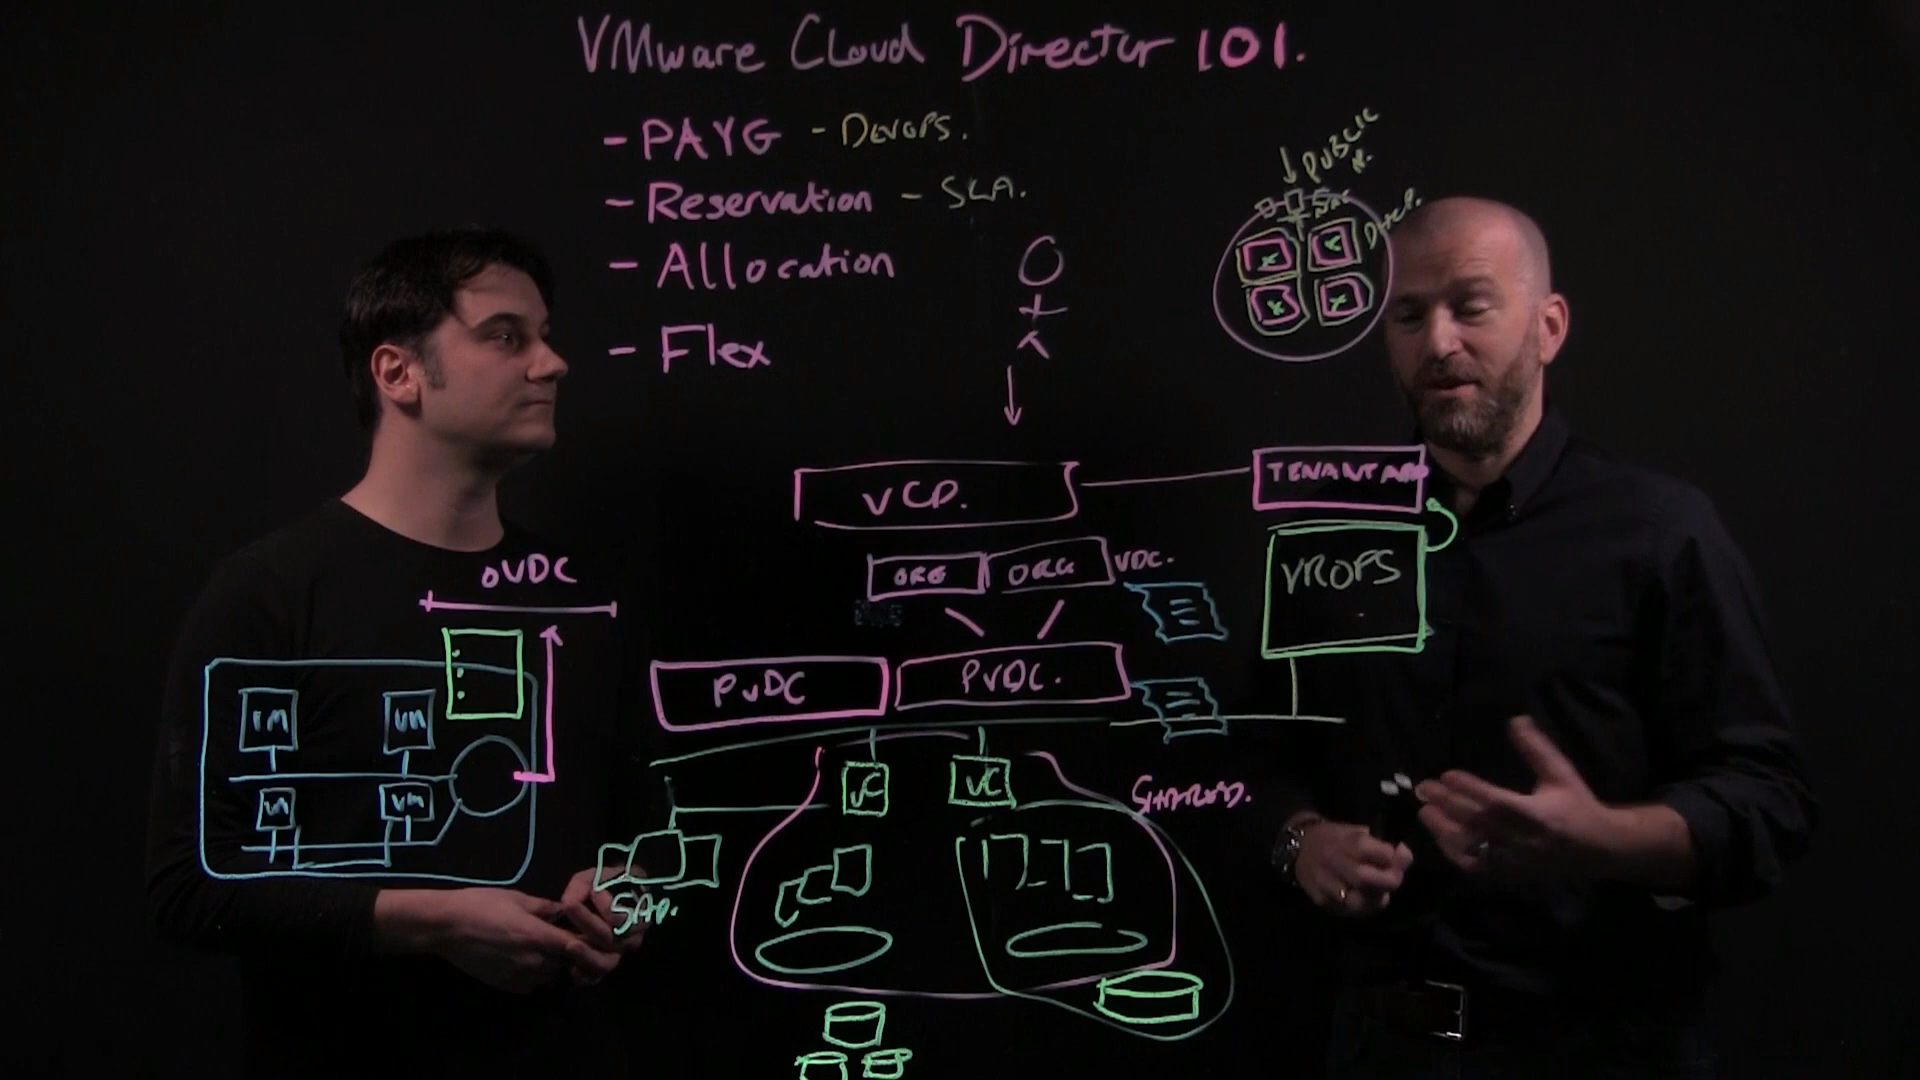 VMware Cloud Director 101.
- PAYG - DEVOPS.
- Reservation - SLA.
- Allocation
- Flex
PUBLIC
DHCP.
VCD.
TENANT APP
ORG
ORG
VDC.
VROPS
oVDC
PVDC
PVDC.
VM
VM
VM
VM
VC
VC
SHARED.
SAP.